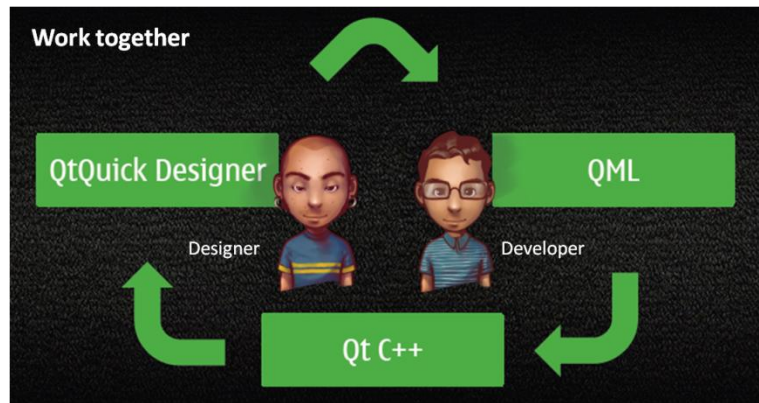 Work together
QtQuick Designer
QML
Designer
Developer
Qt C++